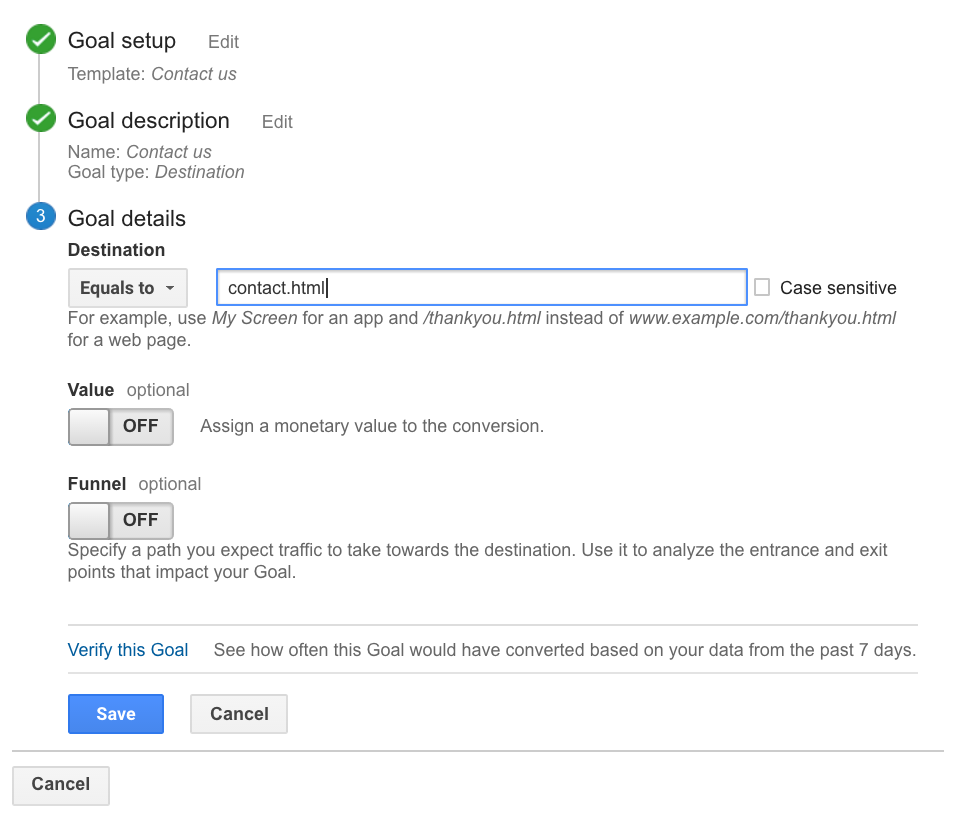 Goal setup Edit
Template: Contact us
Goal description Edit
Name: Contact us
Goal type: Destination
3 Goal details
Destination
Equals to contact.html Case sensitive
For example, use My Screen for an app and /thankyou.html instead of www.example.com/thankyou.html
for a web page.
Value optional
OFF Assign a monetary value to the conversion.
Funnel optional
OFF
Specify a path you expect traffic to take towards the destination. Use it to analyze the entrance and exit
points that impact your Goal.
Verify this Goal See how often this Goal would have converted based on your data from the past 7 days.
Save Cancel
Cancel